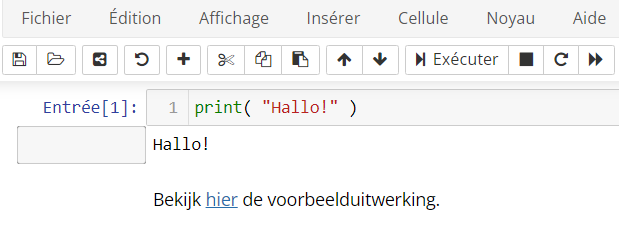 Fichier Édition Affichage Insérer Cellule Noyau Aide
Exécuter
Entrée[1]: 1 print( "Hallo!" )
Hallo!
Bekijk hier de voorbeelduitwerking.